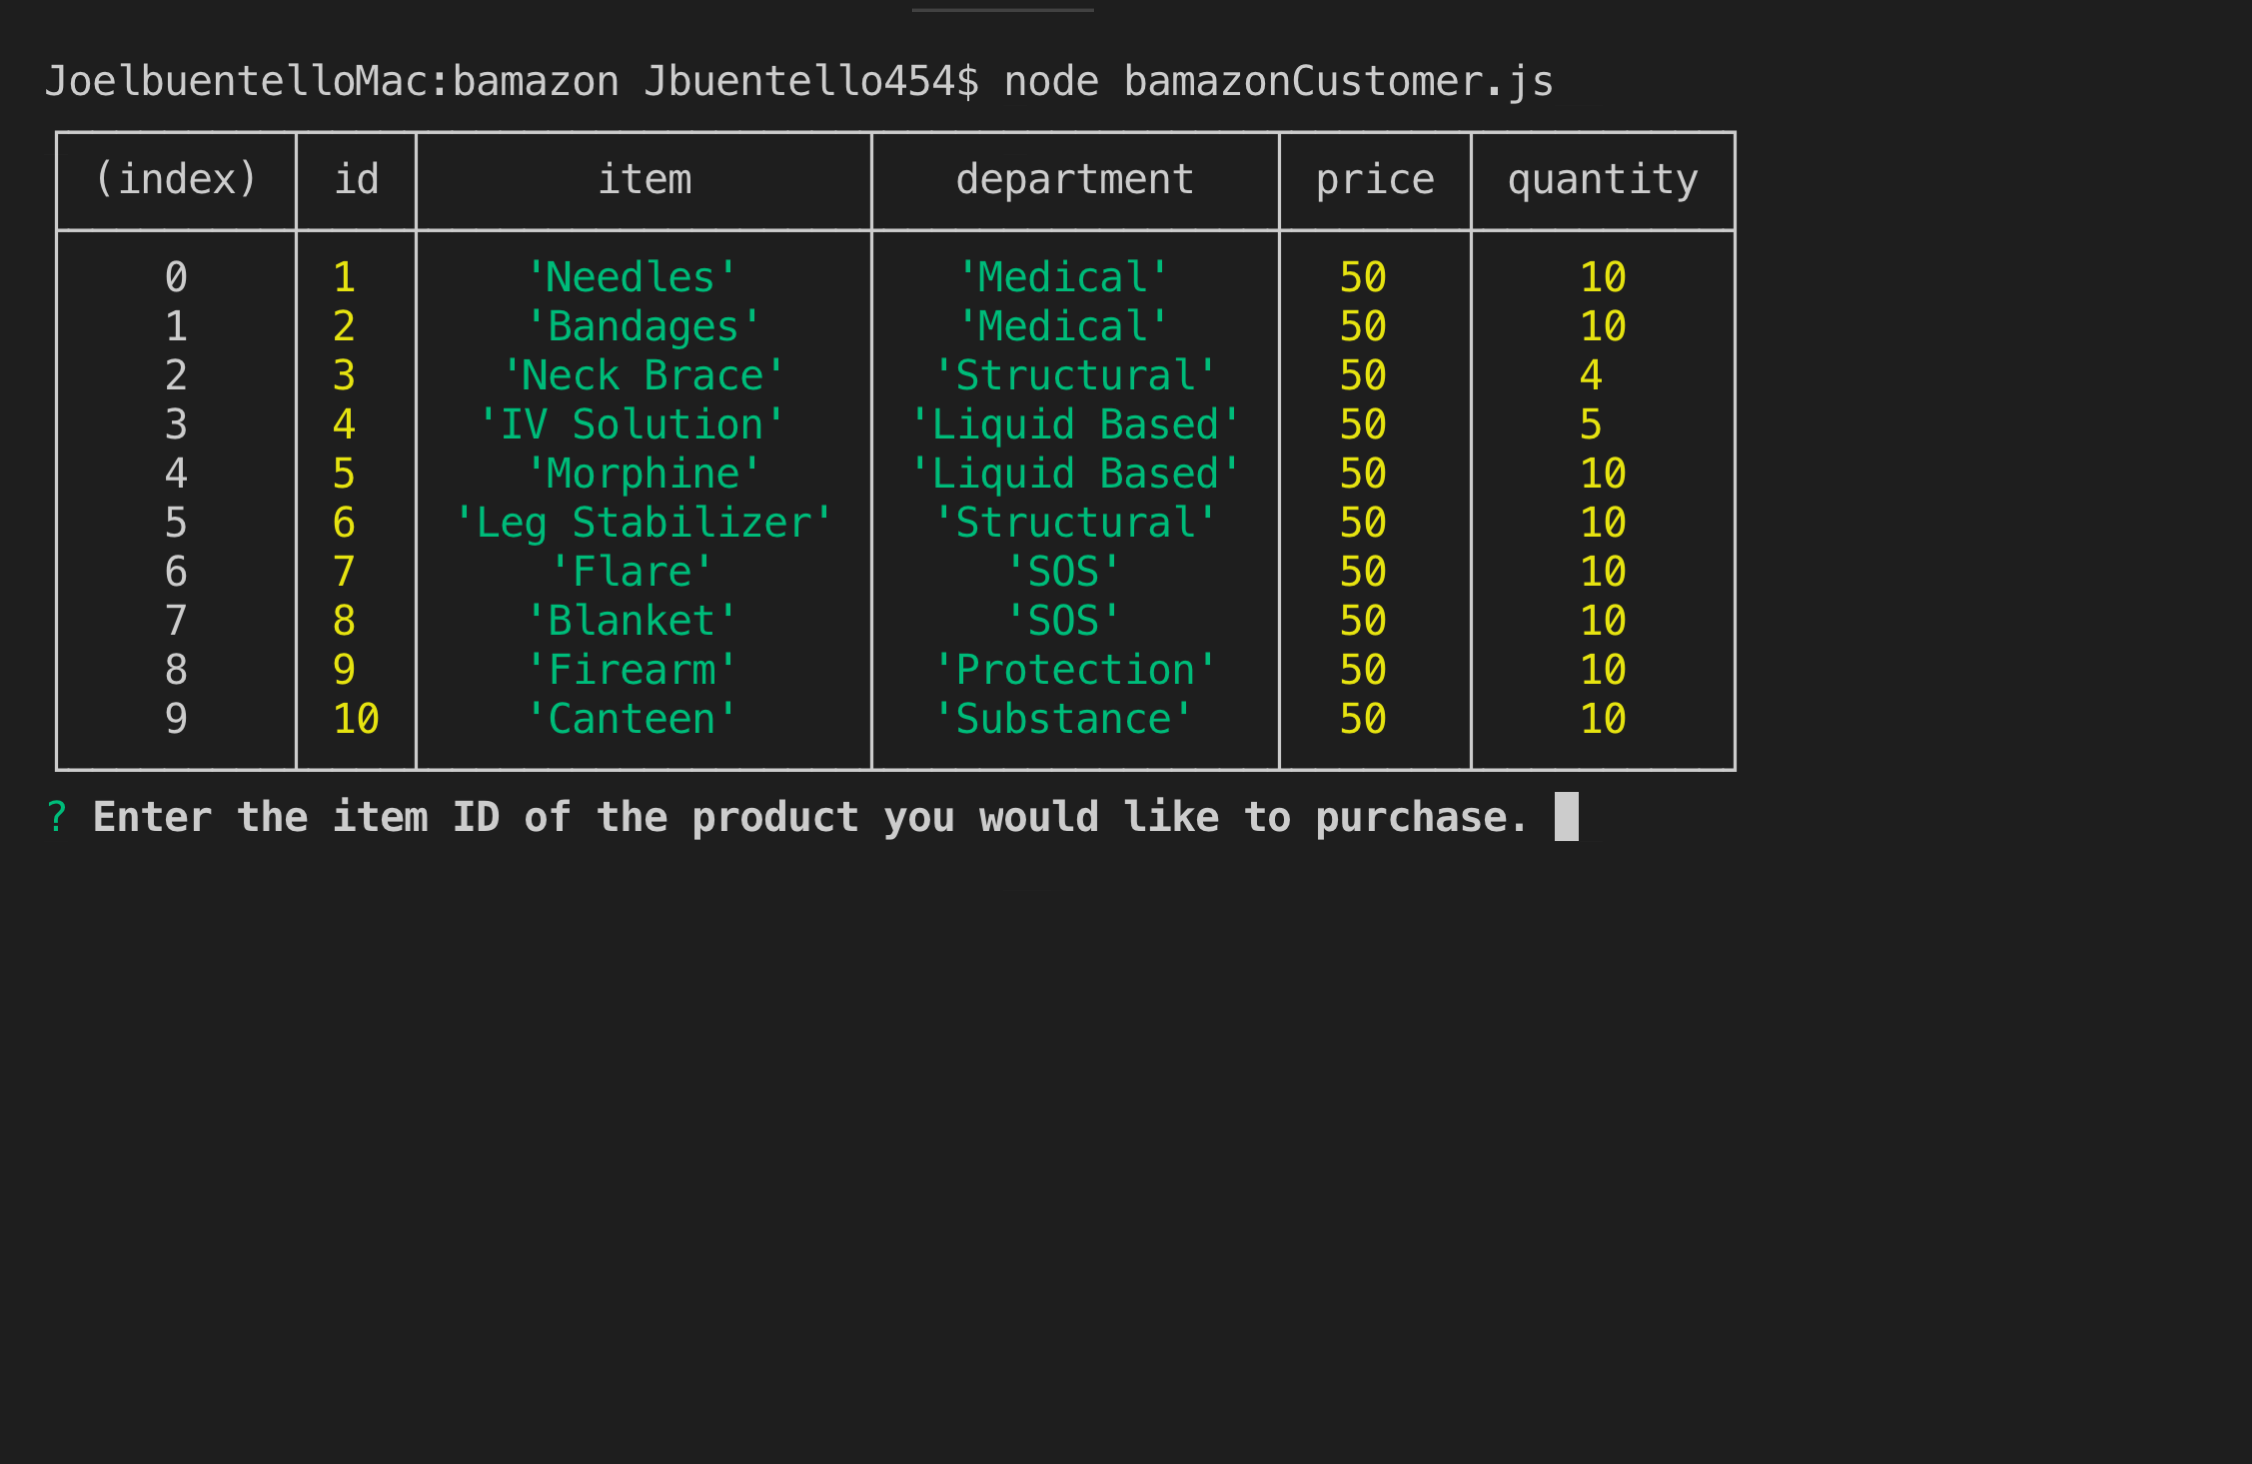 JoelbuentelloMac:bamazon Jbuentello454$ node bamazonCustomer.js
(index) id item department price quantity
0 1 'Needles' 'Medical' 50 10
1 2 'Bandages' 'Medical' 50 10
2 3 'Neck Brace' 'Structural' 50 4
3 4 'IV Solution' 'Liquid Based' 50 5
4 5 'Morphine' 'Liquid Based' 50 10
5 6 'Leg Stabilizer' 'Structural' 50 10
6 7 'Flare' 'SOS' 50 10
7 8 'Blanket' 'SOS' 50 10
8 9 'Firearm' 'Protection' 50 10
9 10 'Canteen' 'Substance' 50 10
? Enter the item ID of the product you would like to purchase.